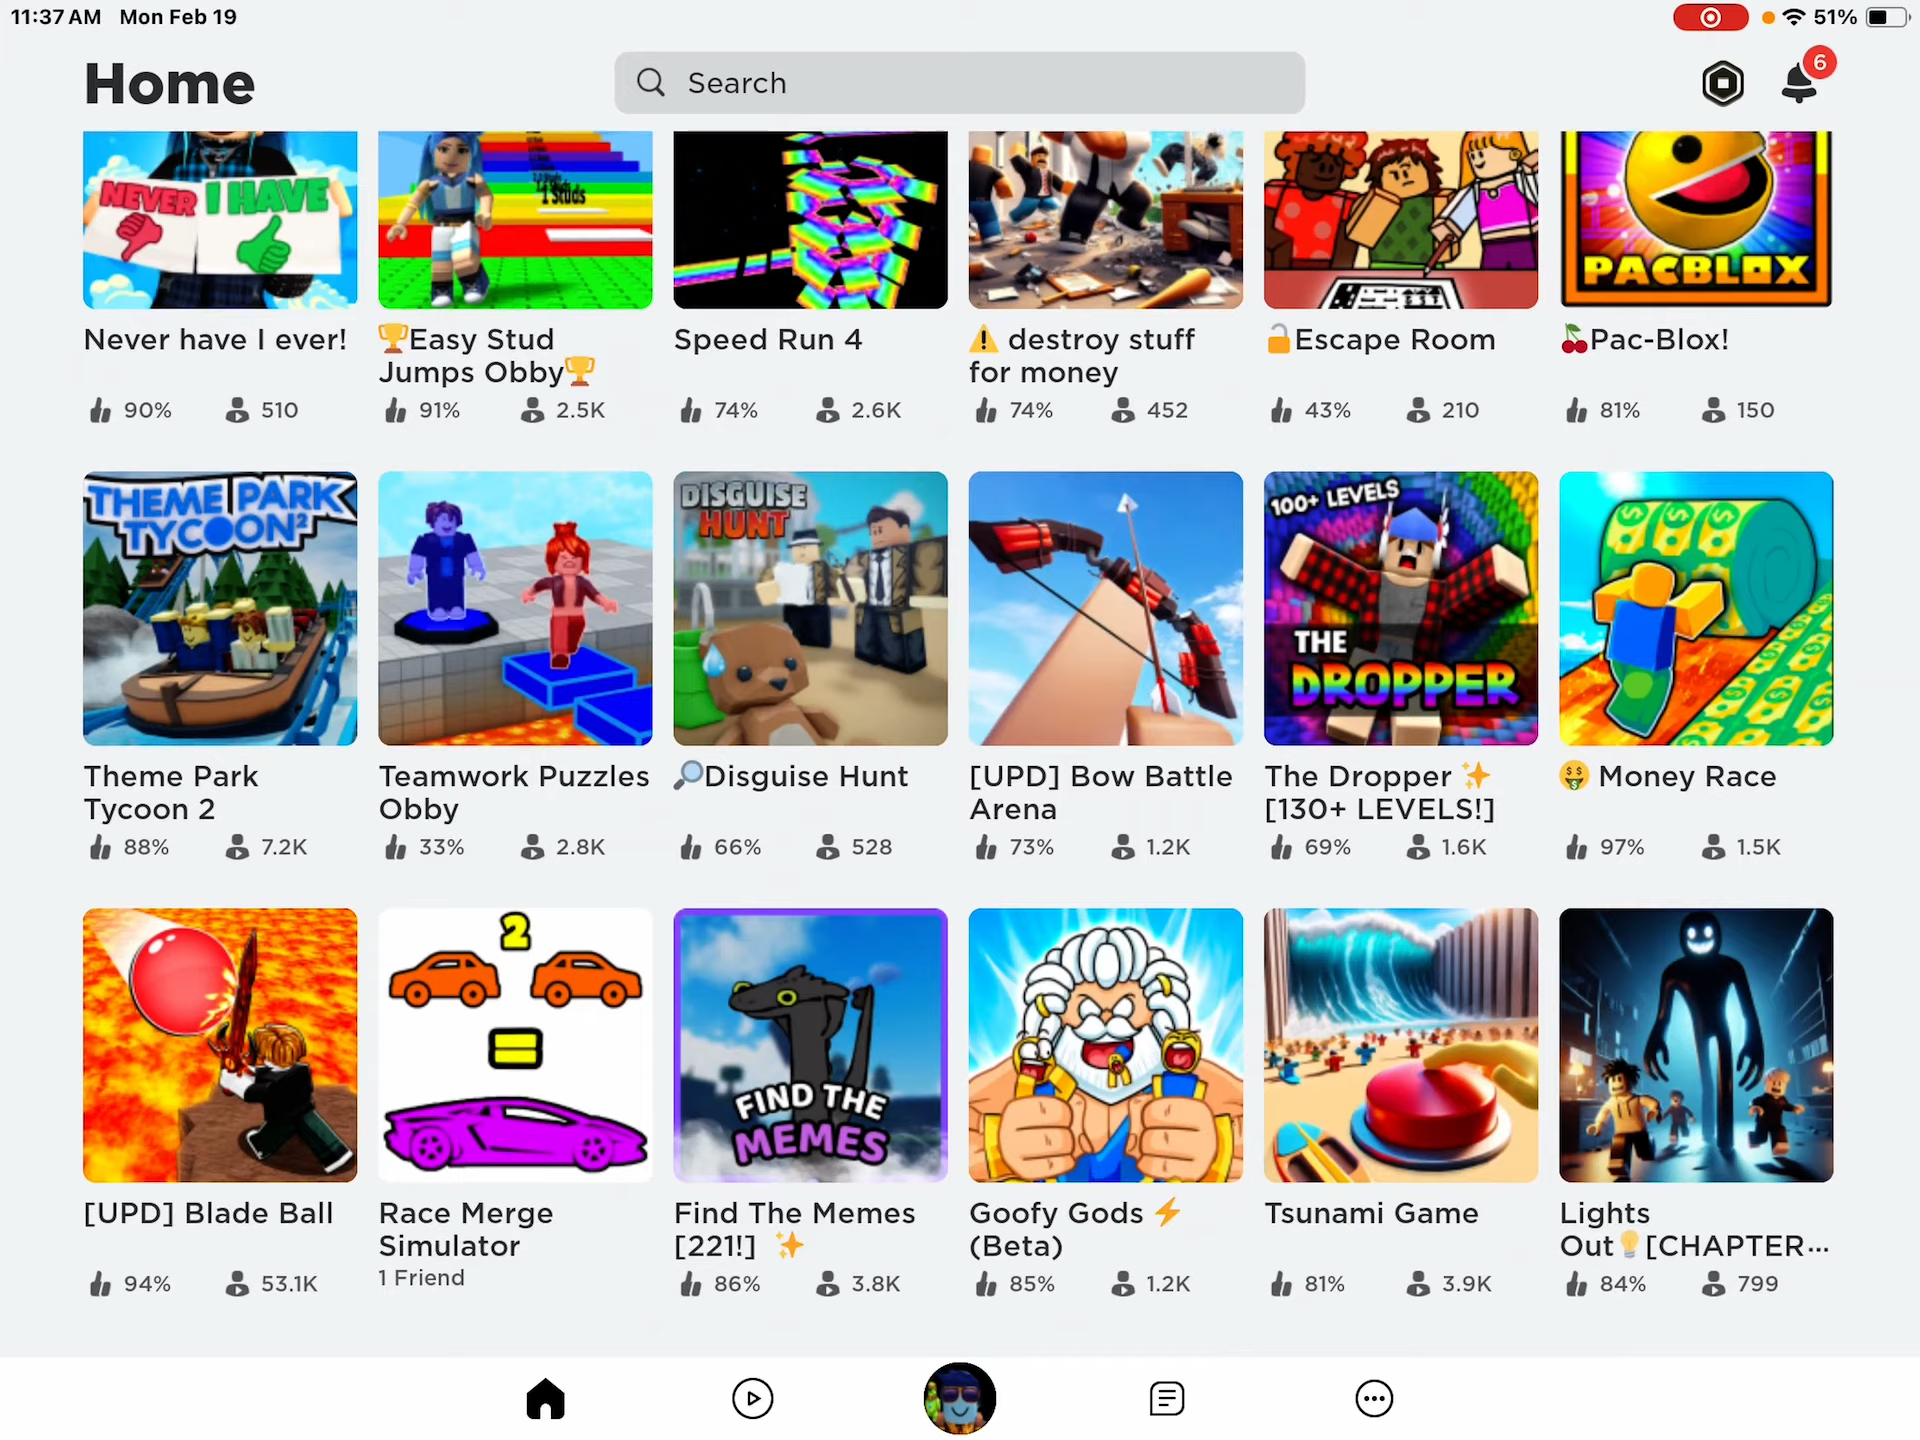 11:37 AM Mon Feb 19
51%
Home
Search
6
NEVER I HAVE
1 Studs
PACBLOX
Never have I ever!
🏆Easy Stud
Jumps Obby🏆
Speed Run 4
⚠️ destroy stuff
for money
🔓Escape Room
🍒Pac-Blox!
90% 510
91% 2.5K
74% 2.6K
74% 452
43% 210
81% 150
THEME PARK
TYCOON²
DISGUISE
HUNT
100+ LEVELS
THE
DROPPER
Theme Park
Tycoon 2
Teamwork Puzzles
Obby
🔎Disguise Hunt
[UPD] Bow Battle
Arena
The Dropper ✨
[130+ LEVELS!]
🤑 Money Race
88% 7.2K
33% 2.8K
66% 528
73% 1.2K
69% 1.6K
97% 1.5K
2
=
FIND THE
MEMES
[UPD] Blade Ball
Race Merge
Simulator
1 Friend
Find The Memes
[221!] ✨
Goofy Gods ⚡
(Beta)
Tsunami Game
Lights
Out💡[CHAPTER...
94% 53.1K
86% 3.8K
85% 1.2K
81% 3.9K
84% 799